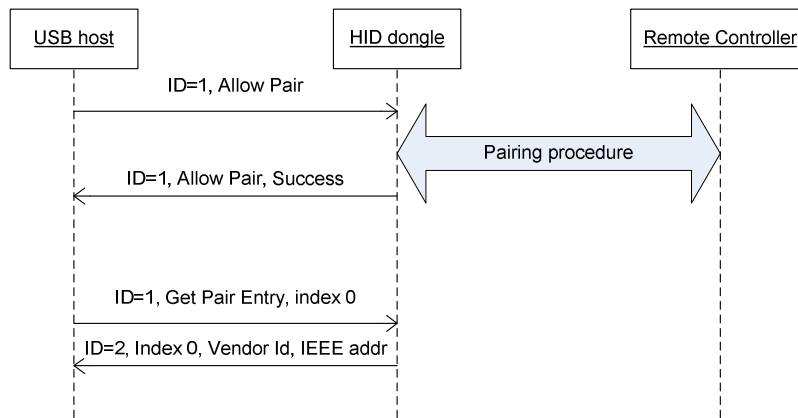 USB host
HID dongle
Remote Controller
ID=1, Allow Pair
Pairing procedure
ID=1, Allow Pair, Success
ID=1, Get Pair Entry, index 0
ID=2, Index 0, Vendor Id, IEEE addr